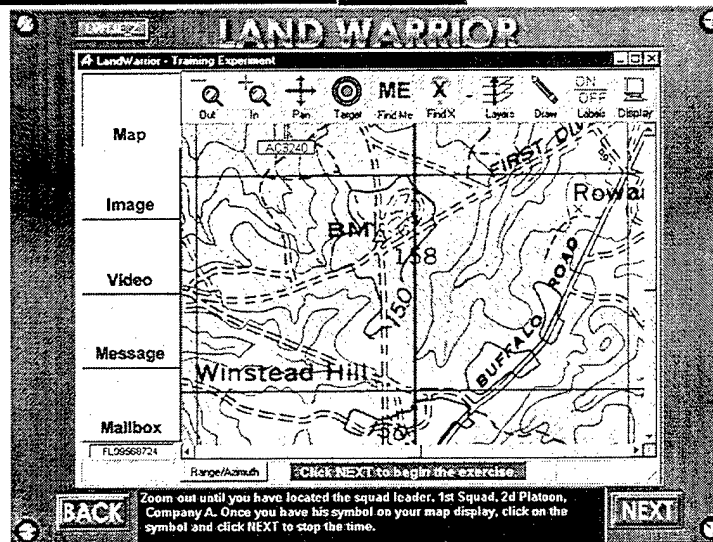 LAND WARRIOR
LandWarrior - Training Experiment
Out In Pan Target ME Find Me X Find X Layers Draw ON OFF Labels Display
Map
Image
Video
Message
Mailbox
AC3240
FIRST DIV
Rowa
BM
158
150
BUFFALO ROAD
Winstead Hill
FL09968724
Range/Azimuth
Click NEXT to begin the exercise.
BACK
Zoom out until you have located the squad leader, 1st Squad, 2d Platoon,
Company A. Once you have his symbol on your map display, click on the
symbol and click NEXT to stop the time.
NEXT